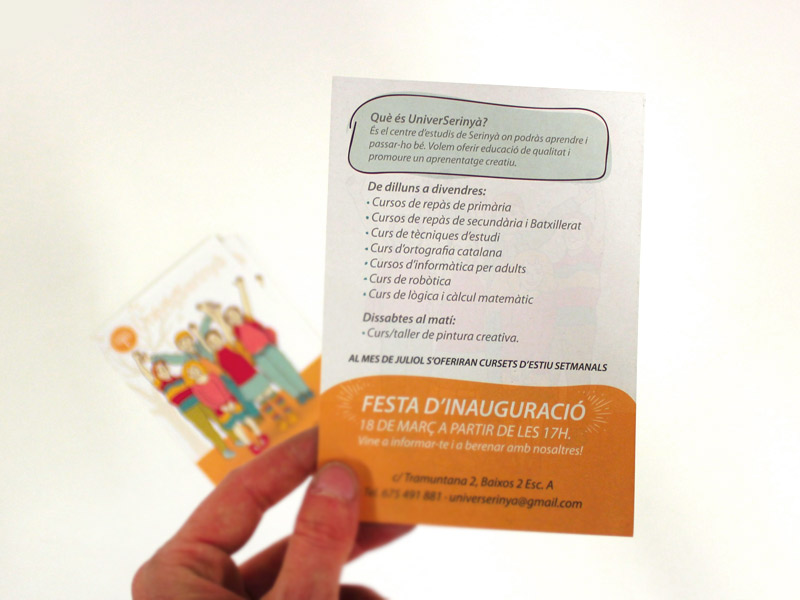 Què és UniverSerinyà?
És el centre d'estudis de Serinyà on podràs aprendre i
passar-ho bé. Volem oferir educació de qualitat i
promoure un aprenentatge creatiu.
De dilluns a divendres:
• Cursos de repàs de primària
• Cursos de repàs de secundària i Batxillerat
• Curs de tècniques d'estudi
• Curs d'ortografia catalana
• Cursos d'informàtica per adults
• Curs de robòtica
• Curs de lògica i càlcul matemàtic
Dissabtes al matí:
• Curs/taller de pintura creativa.
AL MES DE JULIOL S'OFERIRAN CURSETS D'ESTIU SETMANALS
FESTA D'INAUGURACIÓ
18 DE MARÇ A PARTIR DE LES 17H.
Vine a informar-te i a berenar amb nosaltres!
c/ Tramuntana 2, Baixos 2 Esc. A
Tel. 675 491 881 - universerinya@gmail.com